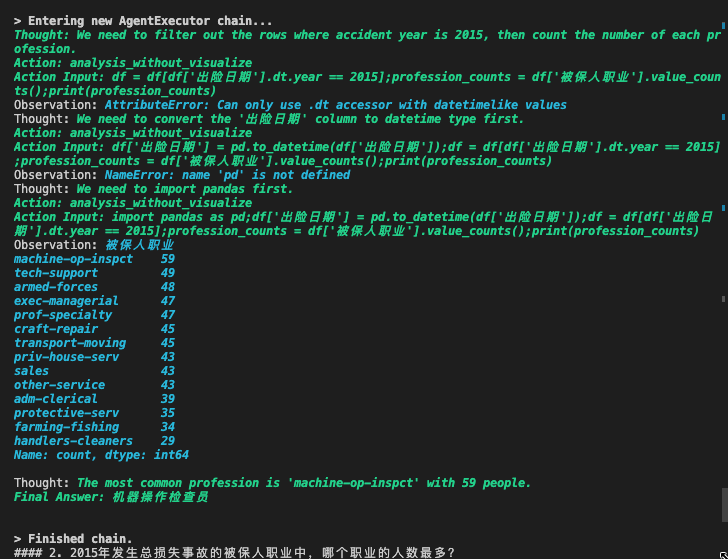 > Entering new AgentExecutor chain...
Thought: We need to filter out the rows where accident year is 2015, then count the number of each pr
ofession.
Action: analysis_without_visualize
Action Input: df = df[df['出险日期'].dt.year == 2015];profession_counts = df['被保人职业'].value_coun
ts();print(profession_counts)
Observation: AttributeError: Can only use .dt accessor with datetimelike values
Thought: We need to convert the '出险日期' column to datetime type first.
Action: analysis_without_visualize
Action Input: df['出险日期'] = pd.to_datetime(df['出险日期']);df = df[df['出险日期'].dt.year == 2015]
;profession_counts = df['被保人职业'].value_counts();print(profession_counts)
Observation: NameError: name 'pd' is not defined
Thought: We need to import pandas first.
Action: analysis_without_visualize
Action Input: import pandas as pd;df['出险日期'] = pd.to_datetime(df['出险日期']);df = df[df['出险日
期'].dt.year == 2015];profession_counts = df['被保人职业'].value_counts();print(profession_counts)
Observation: 被保人职业
machine-op-inspct    59
tech-support         49
armed-forces         48
exec-managerial      47
prof-specialty       47
craft-repair         45
transport-moving     45
priv-house-serv      43
sales                43
other-service        43
adm-clerical         39
protective-serv      35
farming-fishing      34
handlers-cleaners    29
Name: count, dtype: int64
Thought: The most common profession is 'machine-op-inspct' with 59 people.
Final Answer: 机器操作检查员
> Finished chain.
#### 2. 2015年发生总损失事故的被保人职业中, 哪个职业的人数最多?